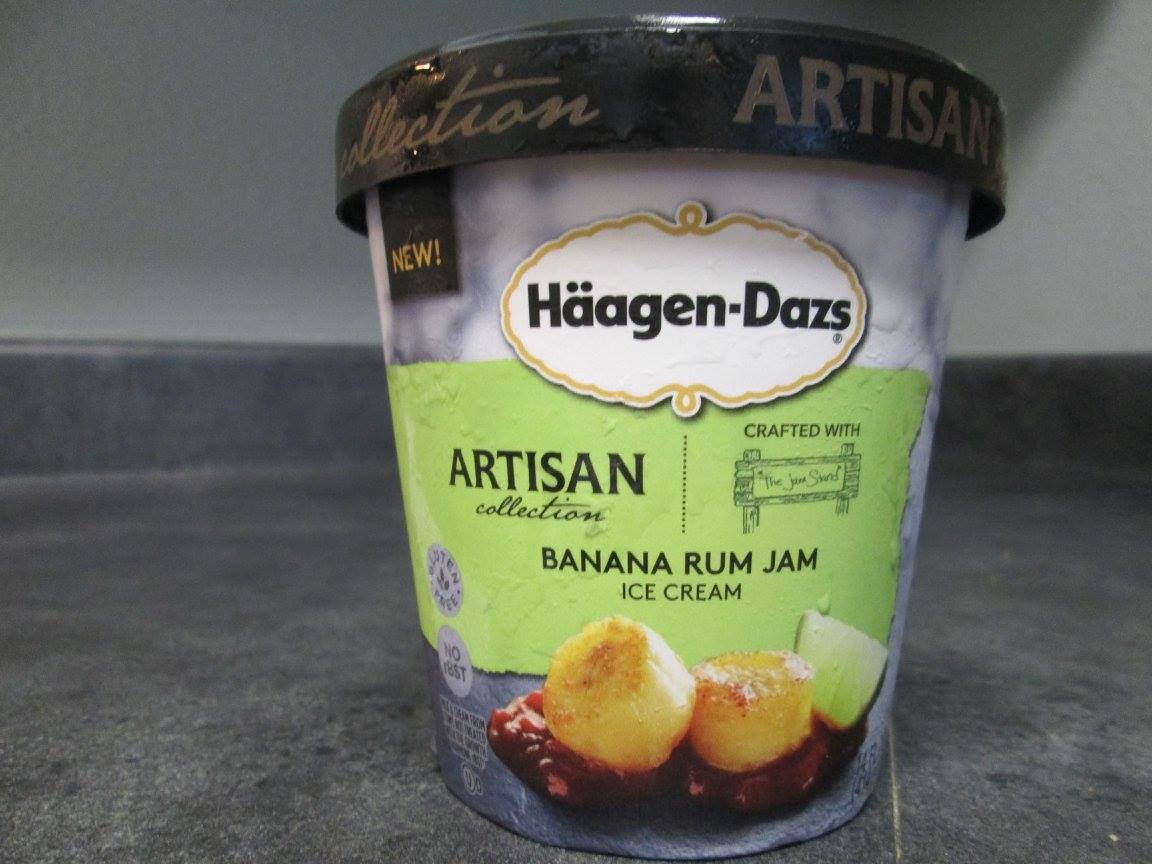 collection
ARTISAN
NEW!
Häagen-Dazs®
ARTISAN
collection
CRAFTED WITH
"The Jam Stand"
BANANA RUM JAM
ICE CREAM
GLUTEN
FREE
NO
rBST